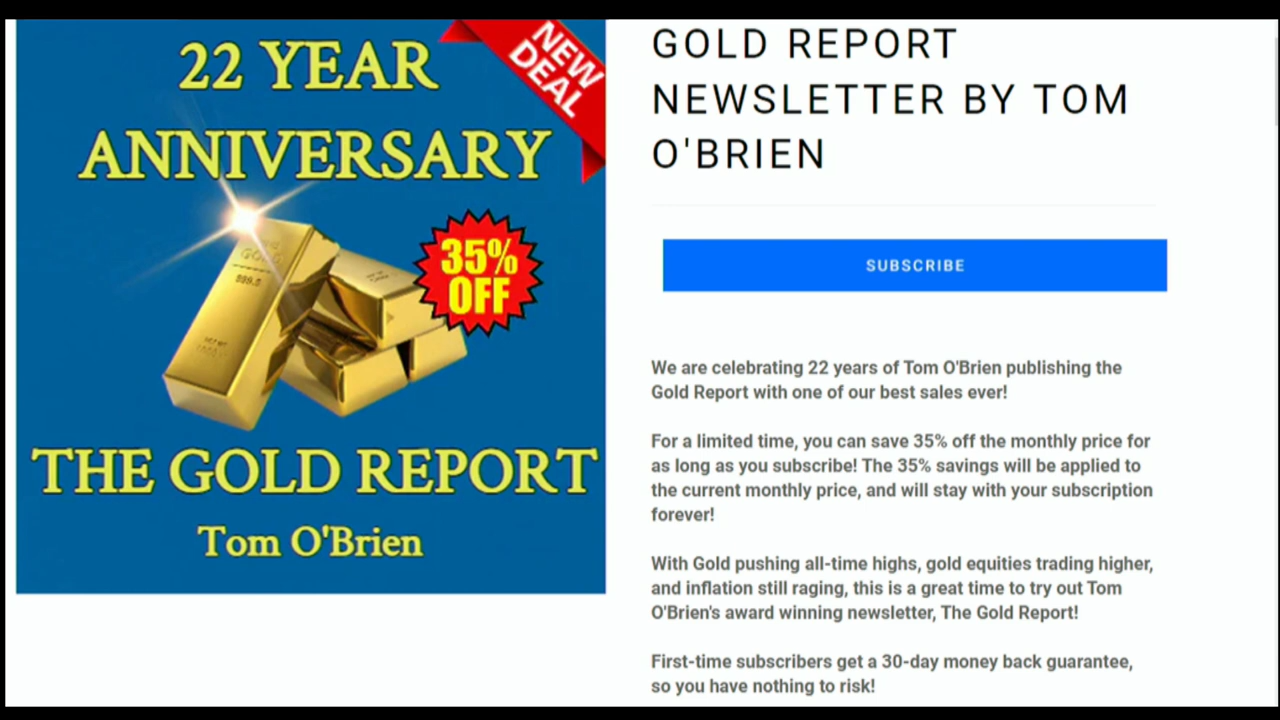 22 YEAR
ANNIVERSARY
NEW
DEAL
GOLD
999.9
35%
OFF
THE GOLD REPORT
Tom O'Brien
GOLD REPORT
NEWSLETTER BY TOM
O'BRIEN
SUBSCRIBE
We are celebrating 22 years of Tom O'Brien publishing the
Gold Report with one of our best sales ever!
For a limited time, you can save 35% off the monthly price for
as long as you subscribe! The 35% savings will be applied to
the current monthly price, and will stay with your subscription
forever!
With Gold pushing all-time highs, gold equities trading higher,
and inflation still raging, this is a great time to try out Tom
O'Brien's award winning newsletter, The Gold Report!
First-time subscribers get a 30-day money back guarantee,
so you have nothing to risk!